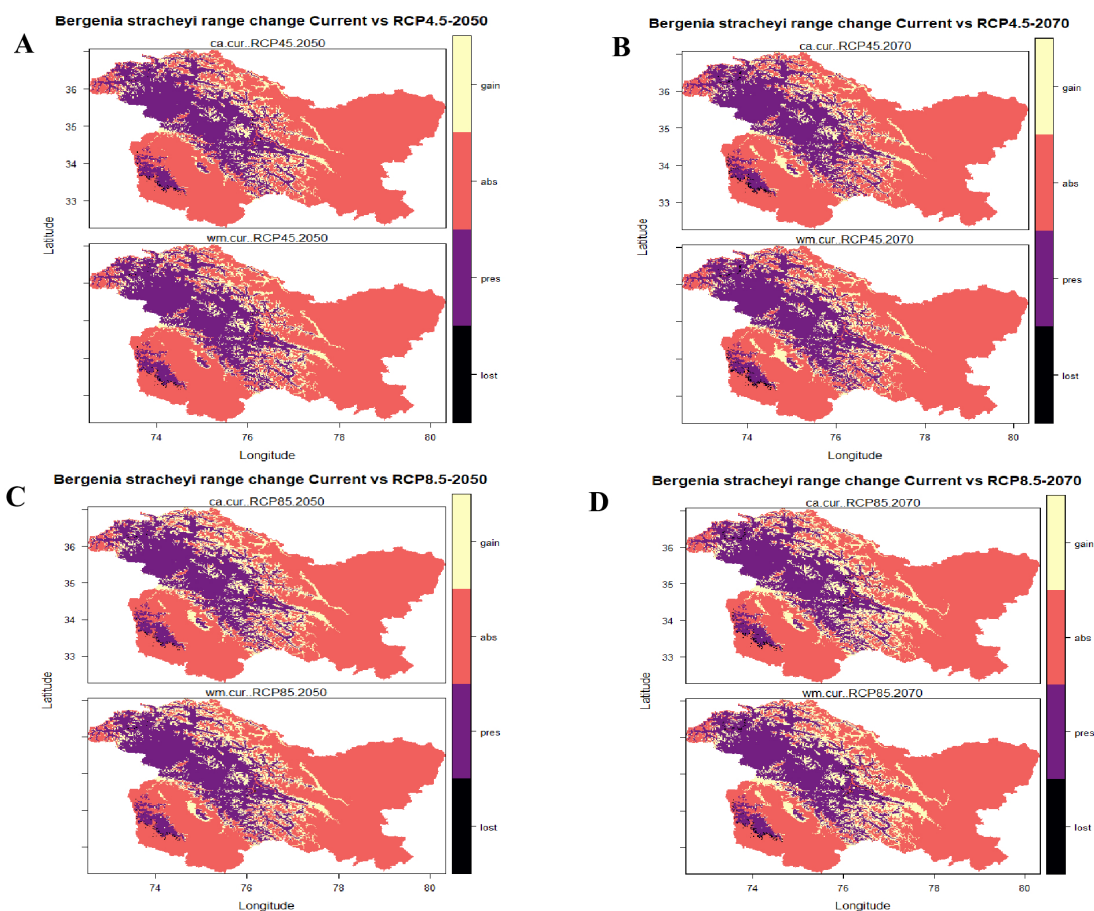 Bergenia stracheyi range change Current vs RCP4.5-2050
A
ca.cur..RCP45.2050
36
35
34
33
wm.cur..RCP45.2050
Latitude
74
76
78
80
Longitude
gain
abs
pres
lost
Bergenia stracheyi range change Current vs RCP4.5-2070
B
ca.cur..RCP45.2070
36
35
34
33
wm.cur..RCP45.2070
Latitude
74
76
78
80
Longitude
gain
abs
pres
lost
Bergenia stracheyi range change Current vs RCP8.5-2050
C
ca.cur..RCP85.2050
36
35
34
33
wm.cur..RCP85.2050
Latitude
74
76
78
80
Longitude
gain
abs
pres
lost
Bergenia stracheyi range change Current vs RCP8.5-2070
D
ca.cur..RCP85.2070
36
35
34
33
wm.cur..RCP85.2070
Latitude
74
76
78
80
Longitude
gain
abs
pres
lost